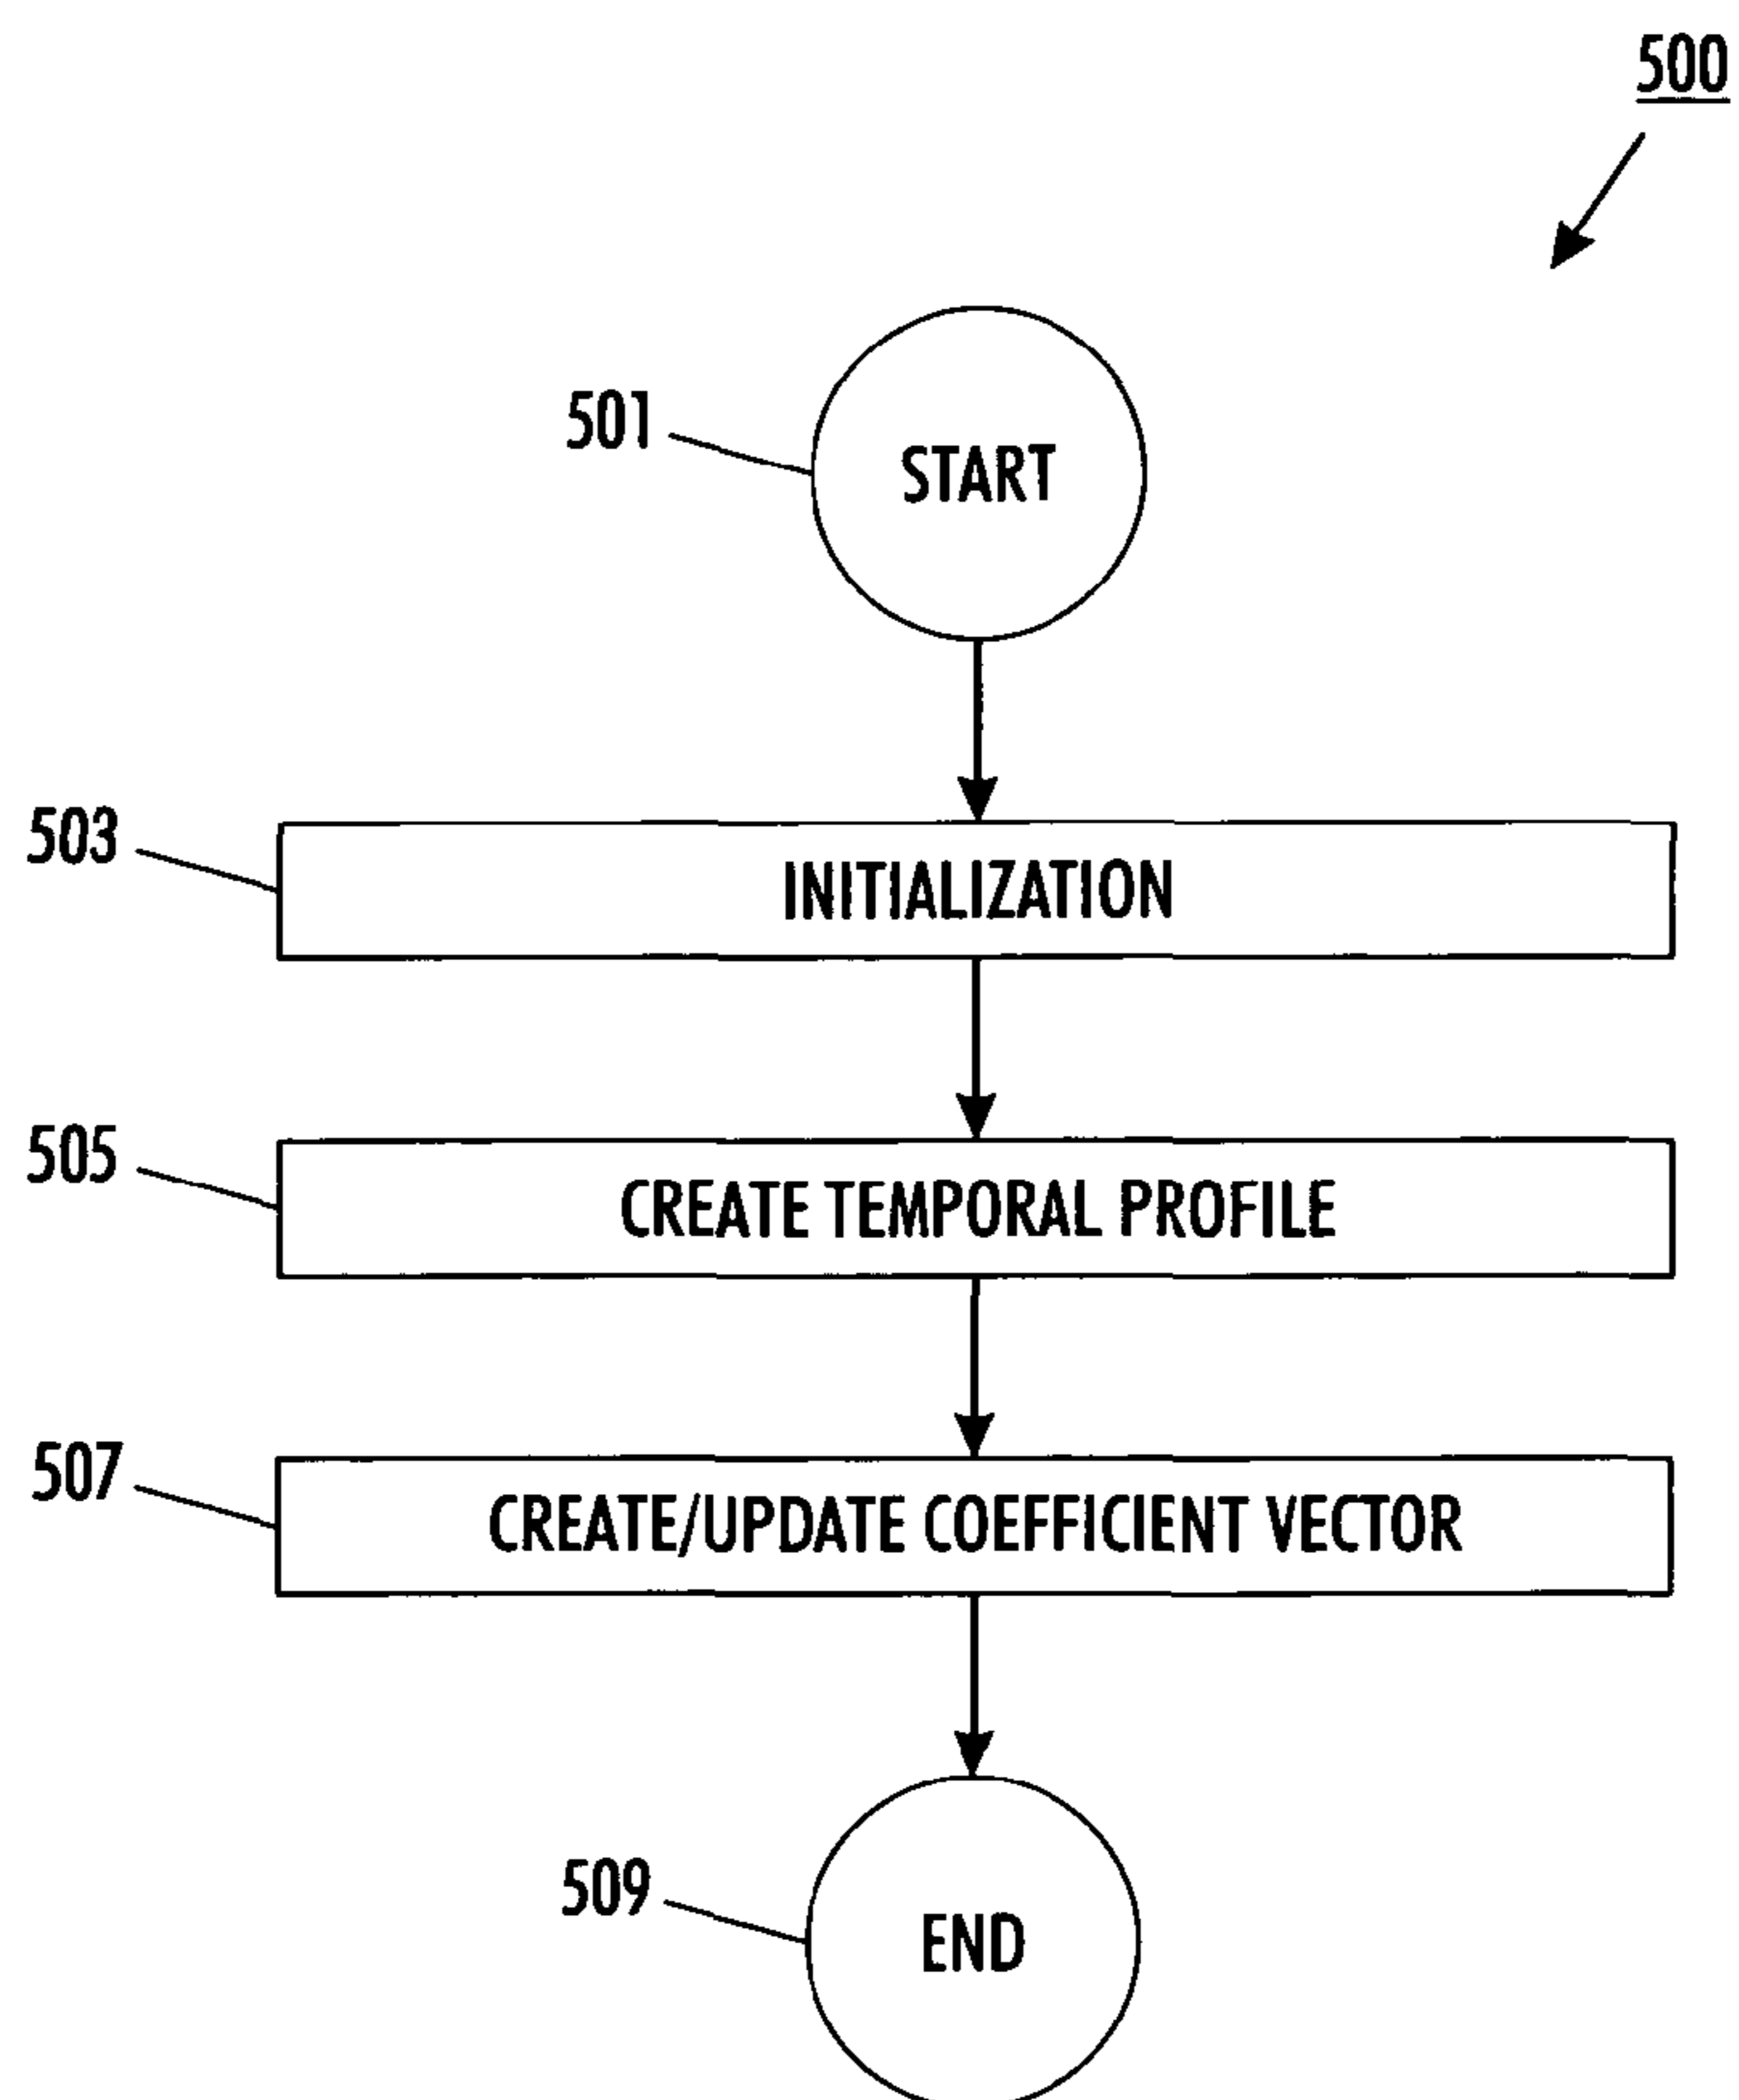 500
501
START
503
INITIALIZATION
505
CREATE TEMPORAL PROFILE
507
CREATE/UPDATE COEFFICIENT VECTOR
509
END